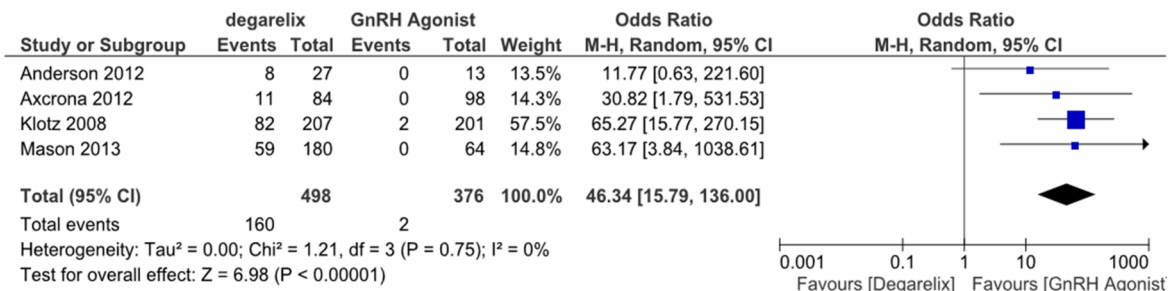 degarelix GnRH Agonist Odds Ratio Odds Ratio
Study or Subgroup Events Total Events Total Weight M-H, Random, 95% CI M-H, Random, 95% CI
Anderson 2012 8 27 0 13 13.5% 11.77 [0.63, 221.60]
Axcrona 2012 11 84 0 98 14.3% 30.82 [1.79, 531.53]
Klotz 2008 82 207 2 201 57.5% 65.27 [15.77, 270.15]
Mason 2013 59 180 0 64 14.8% 63.17 [3.84, 1038.61]
Total (95% CI) 498 376 100.0% 46.34 [15.79, 136.00]
Total events 160 2
Heterogeneity: Tau² = 0.00; Chi² = 1.21, df = 3 (P = 0.75); I² = 0%
Test for overall effect: Z = 6.98 (P < 0.00001)
0.001 0.1 1 10 1000
Favours [Degarelix] Favours [GnRH Agonist]